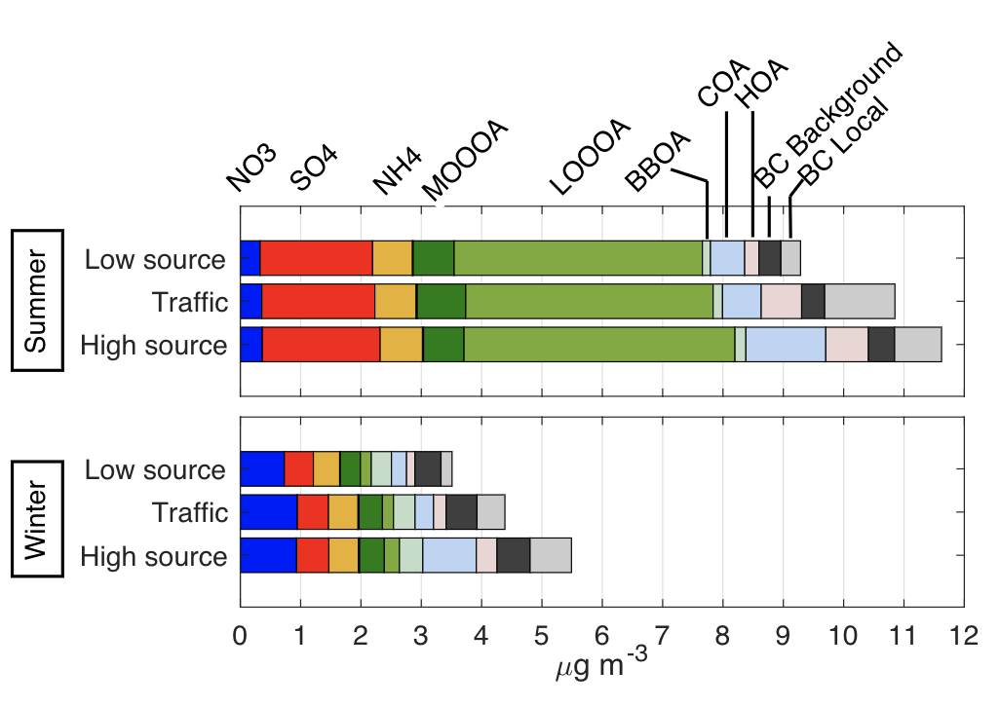 NO3
SO4
NH4
MOOOA
LOOOA
BBOA
COA
HOA
BC Background
BC Local
Summer
Low source
Traffic
High source
Winter
Low source
Traffic
High source
0 1 2 3 4 5 6 7 8 9 10 11 12
μg m-3